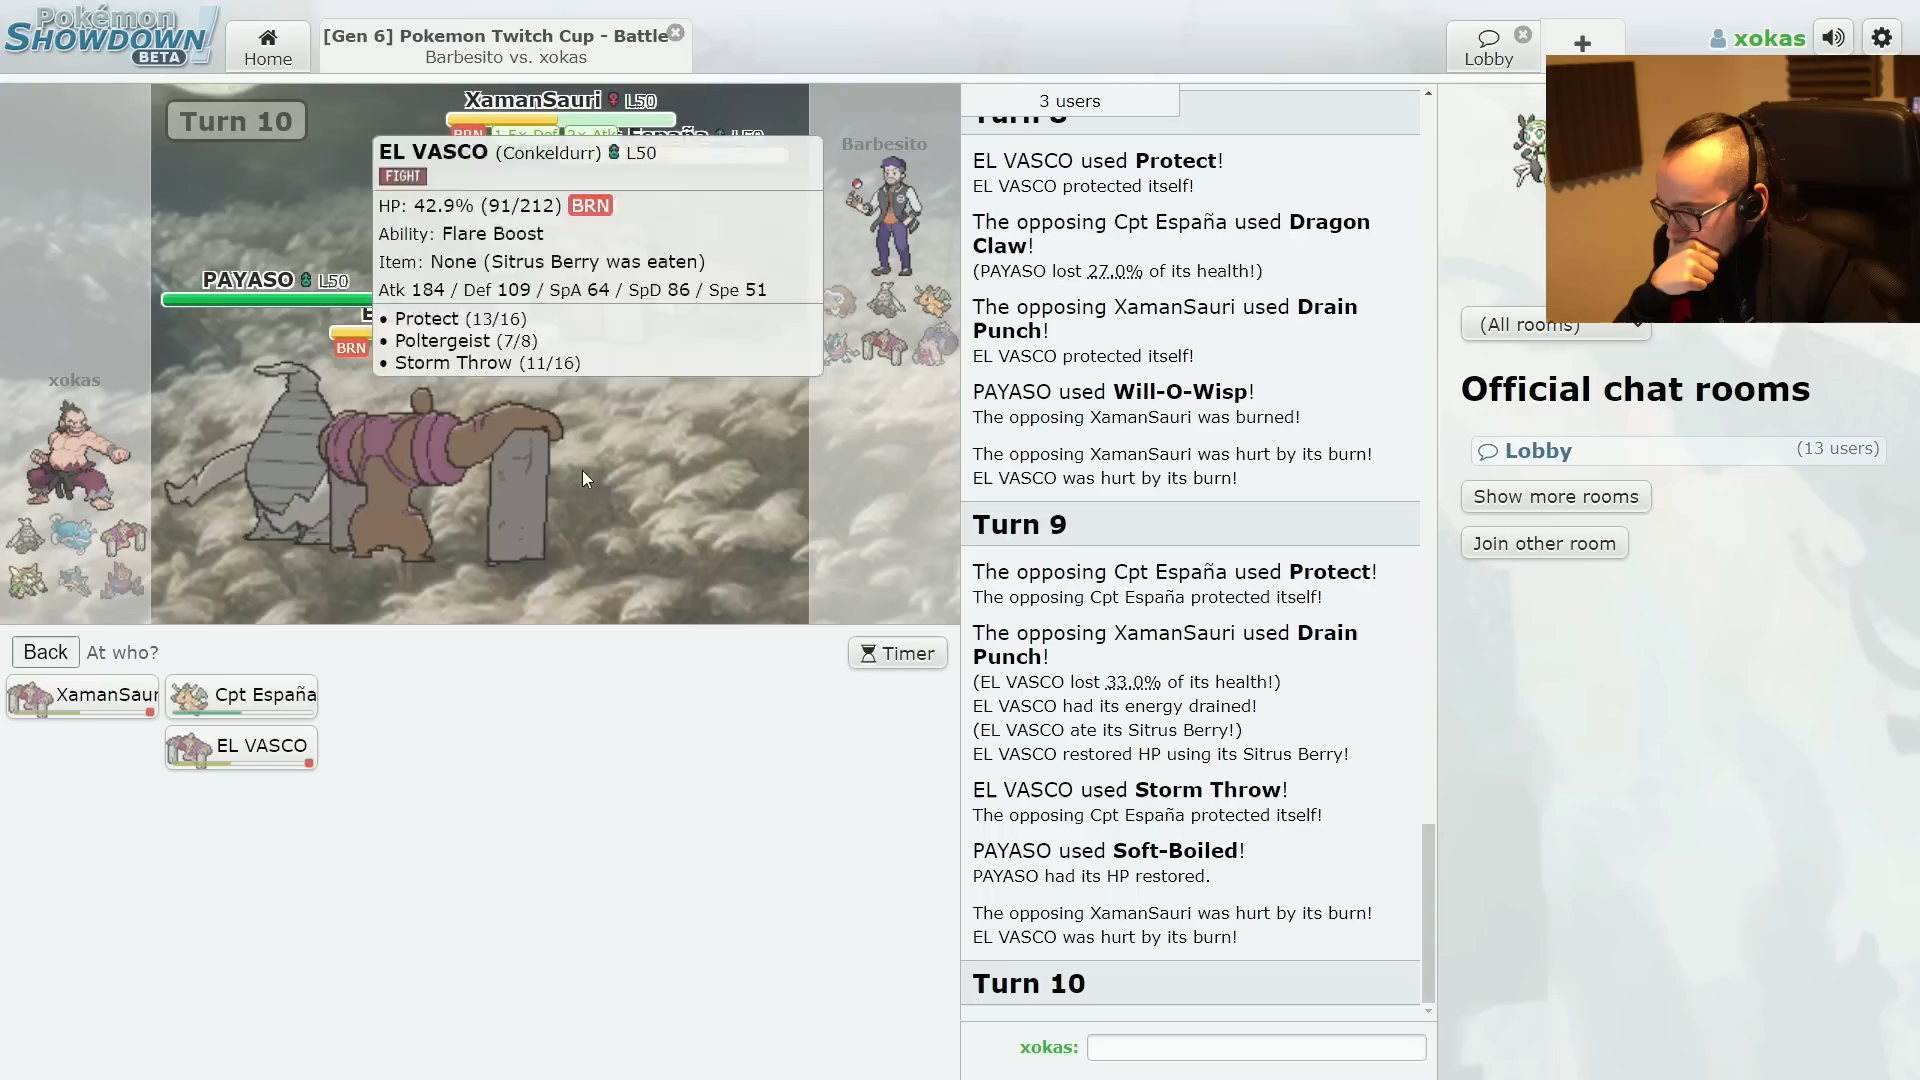 Pokémon
SHOWDOWN!
BETA
Home
[Gen 6] Pokemon Twitch Cup - Battle
Barbesito vs. xokas
Lobby
xokas
Turn 10
XamanSauri L50
BRN 1.5× Def 2× Atk
EL VASCO (Conkeldurr) L50
FIGHT
HP: 42.9% (91/212) BRN
Ability: Flare Boost
Item: None (Sitrus Berry was eaten)
Atk 184 / Def 109 / SpA 64 / SpD 86 / Spe 51
• Protect (13/16)
• Poltergeist (7/8)
• Storm Throw (11/16)
PAYASO L50
BRN
Barbesito
xokas
Back At who?
Timer
XamanSaur
Cpt España
EL VASCO
3 users
Turn 8
EL VASCO used Protect!
EL VASCO protected itself!
The opposing Cpt España used Dragon
Claw!
(PAYASO lost 27.0% of its health!)
The opposing XamanSauri used Drain
Punch!
EL VASCO protected itself!
PAYASO used Will-O-Wisp!
The opposing XamanSauri was burned!
The opposing XamanSauri was hurt by its burn!
EL VASCO was hurt by its burn!
Turn 9
The opposing Cpt España used Protect!
The opposing Cpt España protected itself!
The opposing XamanSauri used Drain
Punch!
(EL VASCO lost 33.0% of its health!)
EL VASCO had its energy drained!
(EL VASCO ate its Sitrus Berry!)
EL VASCO restored HP using its Sitrus Berry!
EL VASCO used Storm Throw!
The opposing Cpt España protected itself!
PAYASO used Soft-Boiled!
PAYASO had its HP restored.
The opposing XamanSauri was hurt by its burn!
EL VASCO was hurt by its burn!
Turn 10
xokas:
(All rooms)
Official chat rooms
Lobby (13 users)
Show more rooms
Join other room